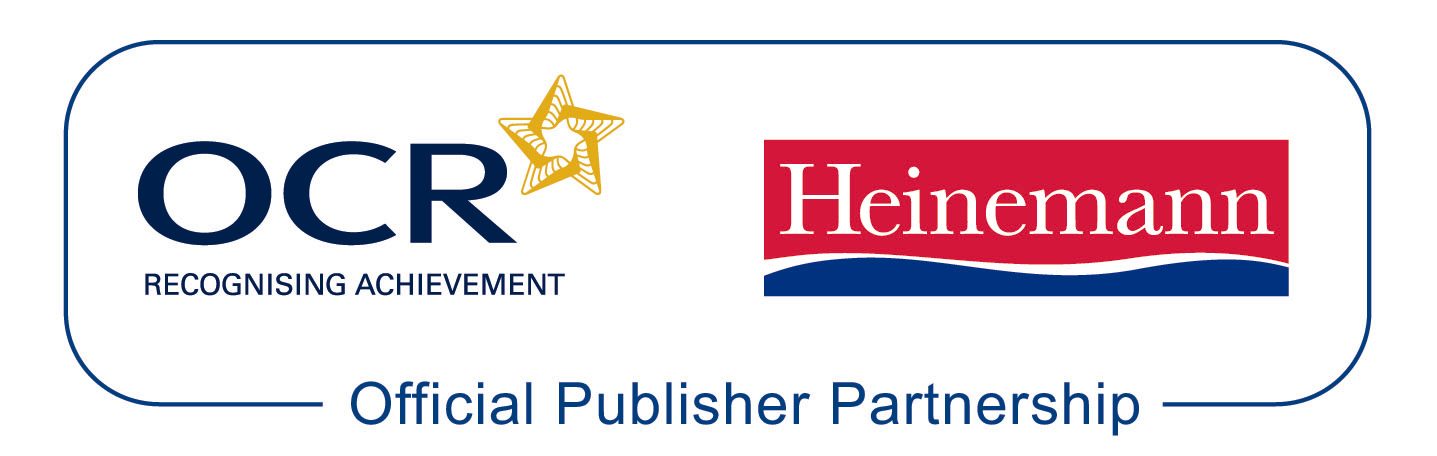 OCR
RECOGNISING ACHIEVEMENT
Heinemann
Official Publisher Partnership